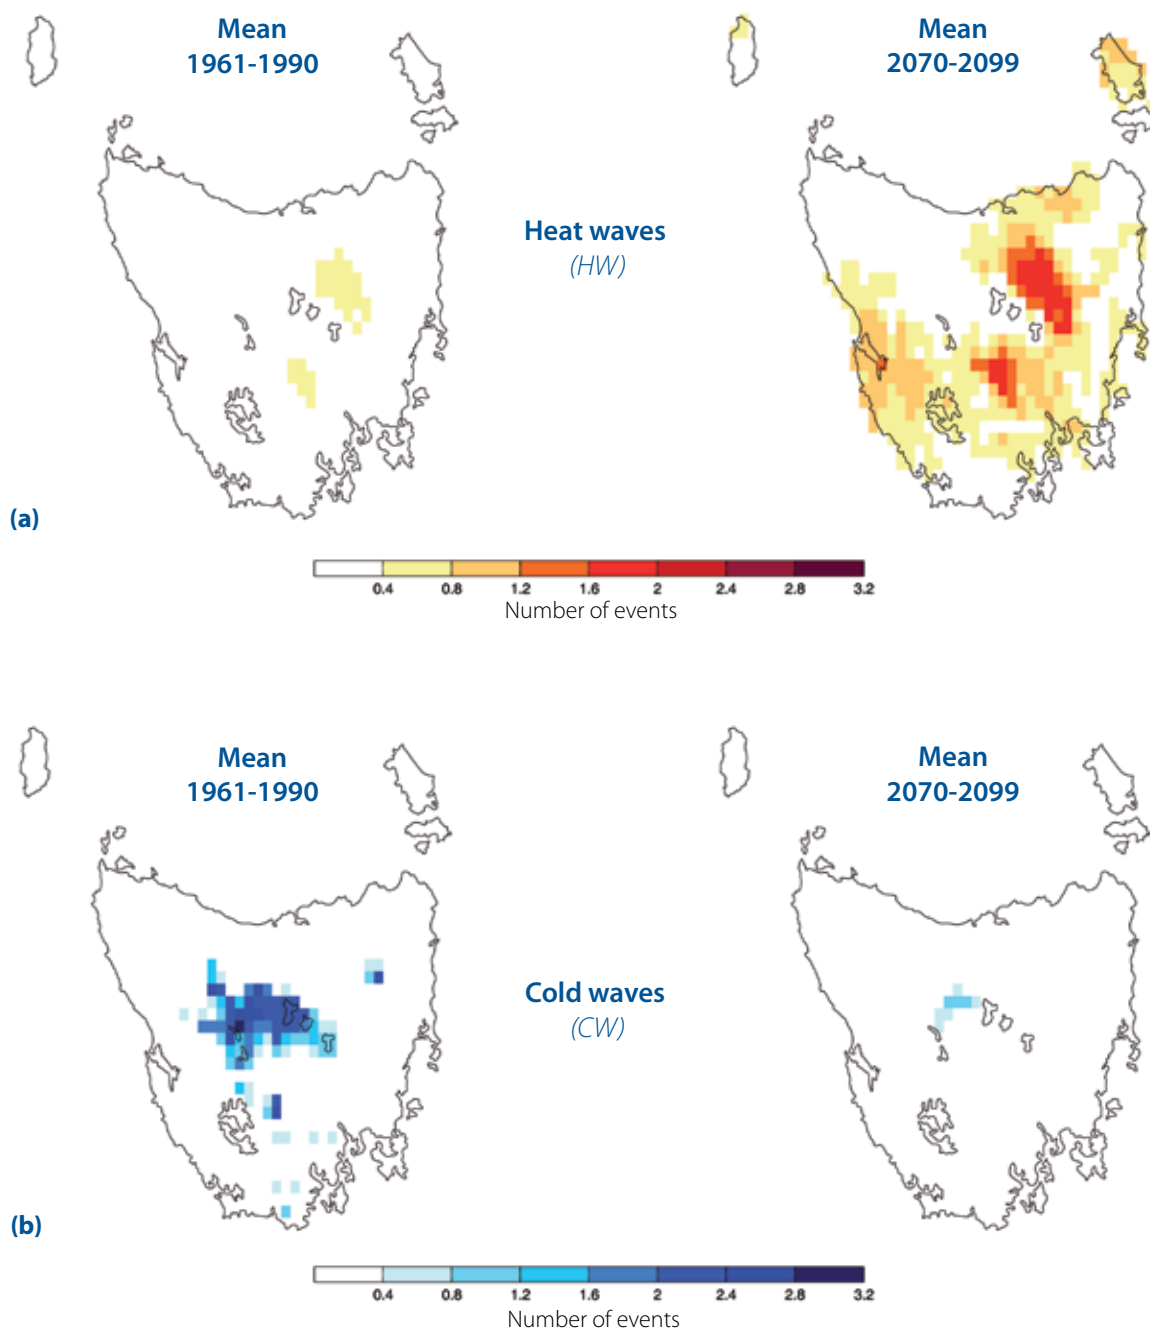 Mean
1961-1990
Mean
2070-2099
Heat waves
(HW)
(a)
0.4 0.8 1.2 1.6 2 2.4 2.8 3.2
Number of events
Mean
1961-1990
Mean
2070-2099
Cold waves
(CW)
(b)
0.4 0.8 1.2 1.6 2 2.4 2.8 3.2
Number of events